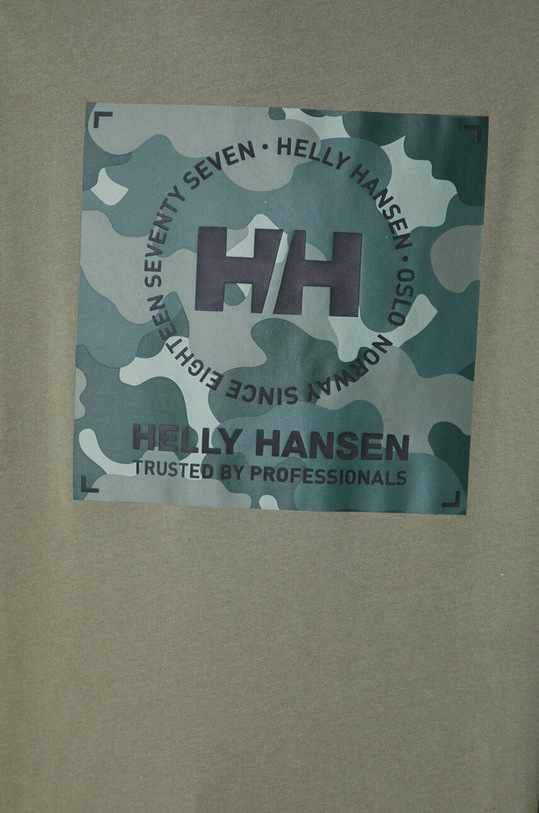 HELLY HANSEN · OSLO NORWAY SINCE EIGHTEEN SEVENTY SEVEN ·
HH
HELLY HANSEN
TRUSTED BY PROFESSIONALS